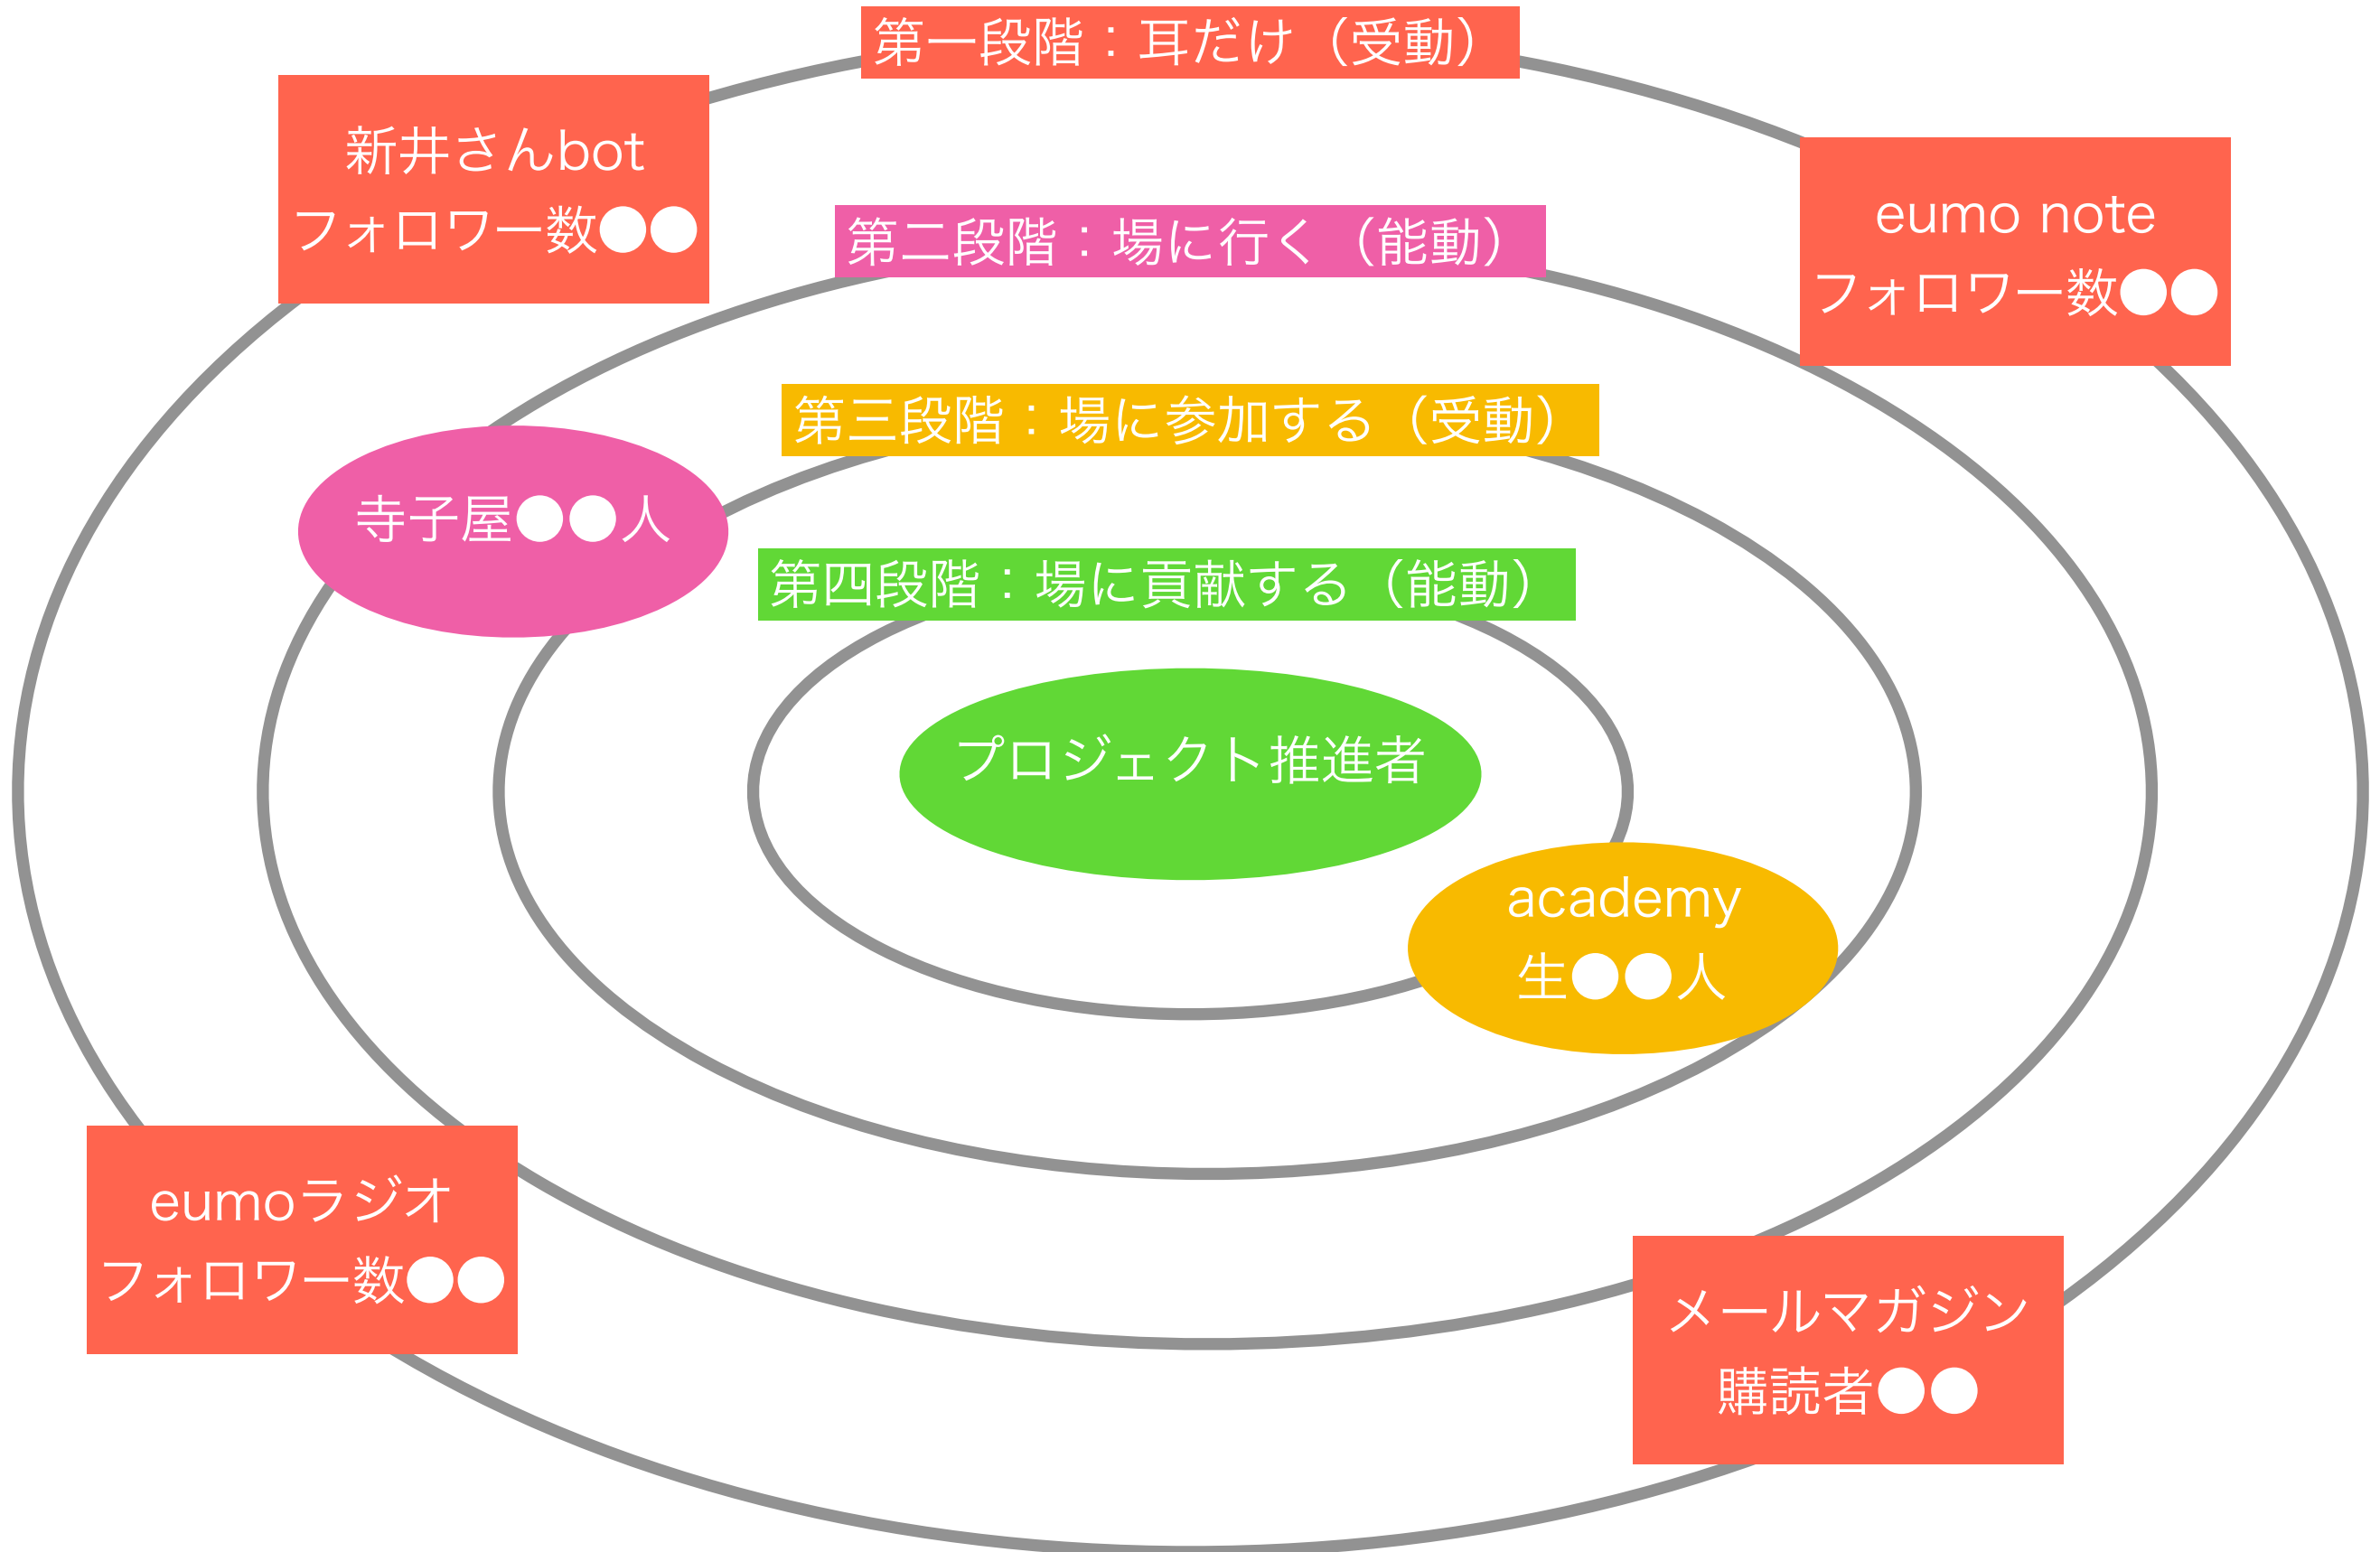 第一段階：耳だけ（受動）
新井さんbot
フォロワー数●●
eumo note
フォロワー数●●
第二段階：場に行く（能動）
第三段階：場に参加する（受動）
寺子屋●●人
第四段階：場に貢献する（能動）
プロジェクト推進者
academy
生●●人
eumoラジオ
フォロワー数●●
メールマガジン
購読者●●